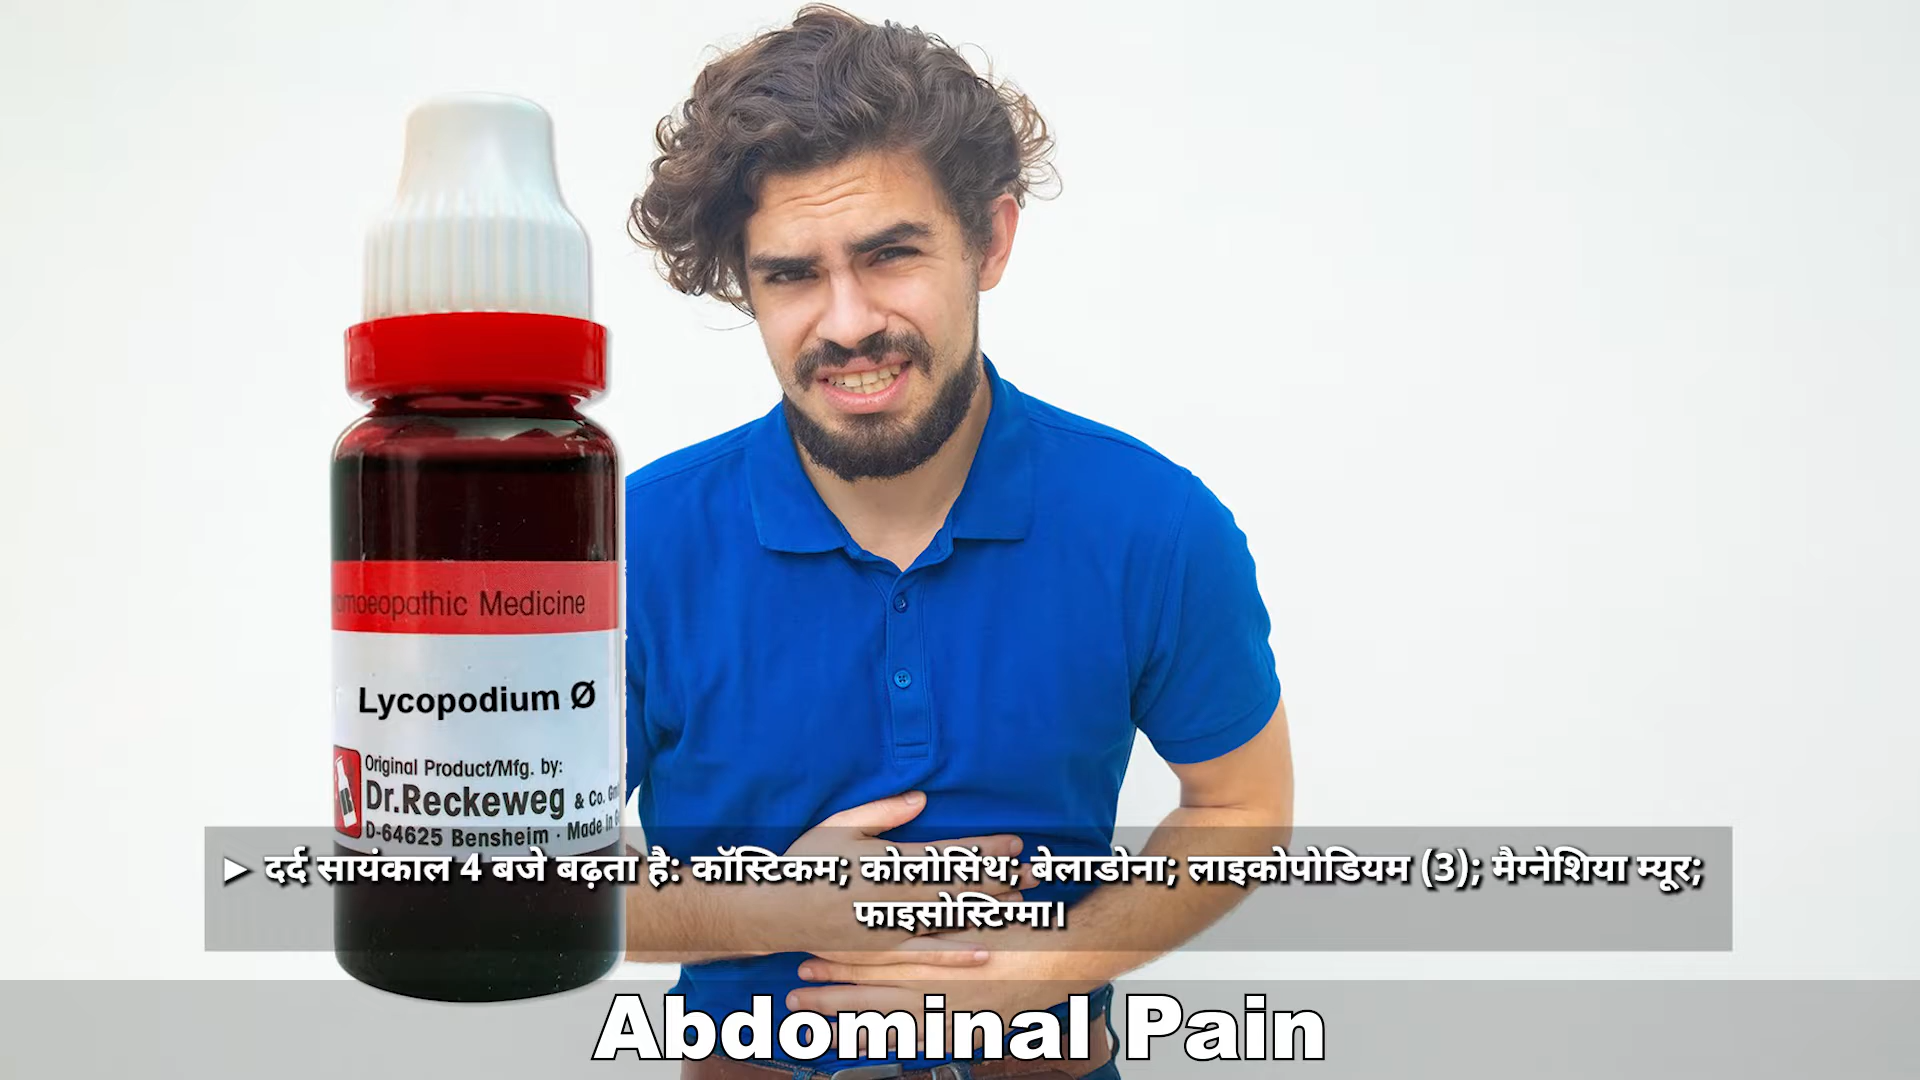 omoeopathic Medicine
Lycopodium Ø
Original Product/Mfg. by:
Dr.Reckeweg & Co.
D-64625 Bensheim · Made in
► दर्द सायंकाल 4 बजे बढ़ता है: कॉस्टिकम; कोलोसिंथ; बेलाडोना; लाइकोपोडियम (3); मैग्नेशिया म्यूर;
फाइसोस्टिग्मा।
Abdominal Pain